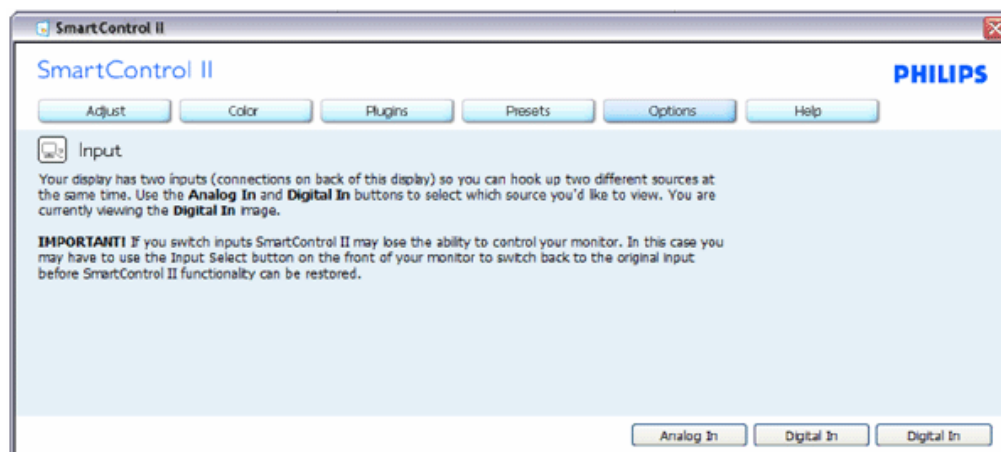 SmartControl II
SmartControl II
PHILIPS
Adjust Color Plugins Presets Options Help
Input
Your display has two inputs (connections on back of this display) so you can hook up two different sources at
the same time. Use the Analog In and Digital In buttons to select which source you'd like to view. You are
currently viewing the Digital In image.
IMPORTANT! If you switch inputs SmartControl II may lose the ability to control your monitor. In this case you
may have to use the Input Select button on the front of your monitor to switch back to the original input
before SmartControl II functionality can be restored.
Analog In Digital In Digital In